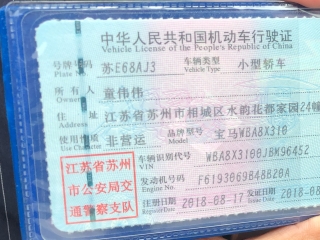 中华人民共和国机动车行驶证
Vehicle License of the People's Republic of China
号牌号码 苏E68AJ3 车辆类型 小型轿车
Plate No. Vehicle Type
所有人 童伟伟
Owner
住址 江苏省苏州市相城区水韵花都家园24幢
Address
使用性质 非营运 品牌型号 宝马WBA8X310
Use Character Model
江苏省苏州市公安局交通警察支队
车辆识别代号 WBA8X3100JBM96452
VIN
发动机号码 F61930969848B20A
Engine No.
注册日期 2018-08-17 发证日期 2018-08
Register Date Issue Date